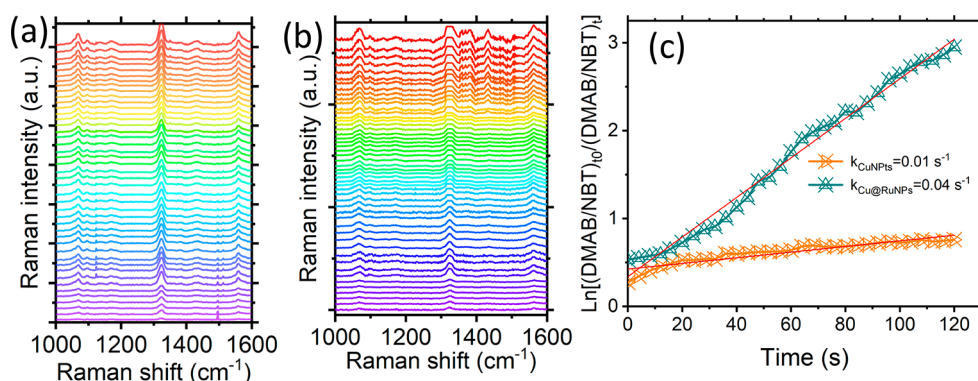 (a)
Raman intensity (a.u.)
1000 1200 1400 1600
Raman shift (cm-1)
(b)
Raman intensity (a.u.)
1000 1200 1400 1600
Raman shift (cm-1)
(c)
Ln[(DMAB/NBT)t0/(DMAB/NBT)t]
3
2
1
0
kCuNPts=0.01 s-1
kCu@RuNPs=0.04 s-1
0 20 40 60 80 100 120
Time (s)